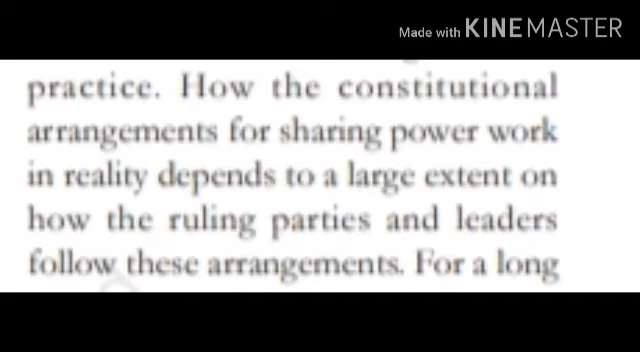 Made with KINEMASTER
practice. How the constitutional
arrangements for sharing power work
in reality depends to a large extent on
how the ruling parties and leaders
follow these arrangements. For a long